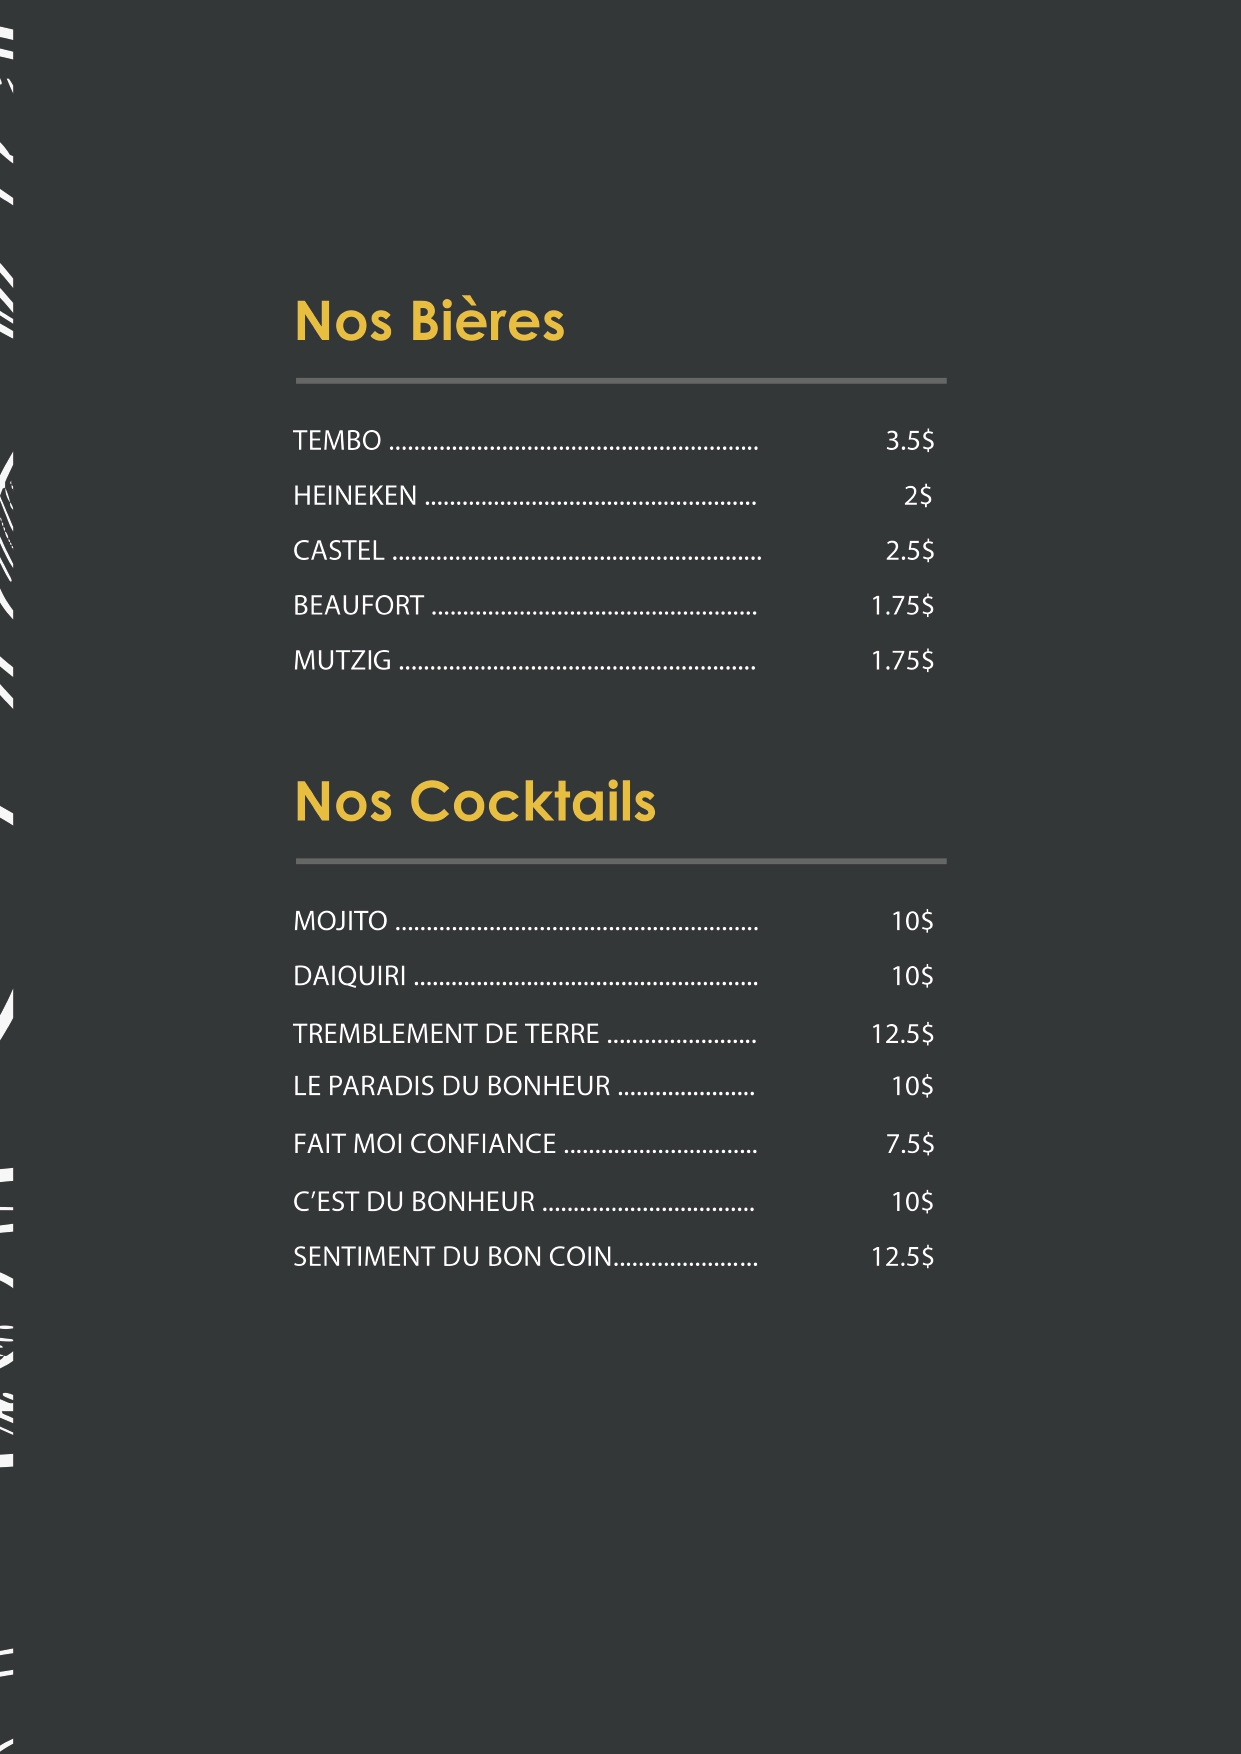 Nos Bières
TEMBO ........................................................... 3.5$
HEINEKEN ..................................................... 2$
CASTEL ........................................................... 2.5$
BEAUFORT .................................................... 1.75$
MUTZIG ......................................................... 1.75$
Nos Cocktails
MOJITO .......................................................... 10$
DAIQUIRI ....................................................... 10$
TREMBLEMENT DE TERRE ........................ 12.5$
LE PARADIS DU BONHEUR ...................... 10$
FAIT MOI CONFIANCE ............................... 7.5$
C’EST DU BONHEUR .................................. 10$
SENTIMENT DU BON COIN....................... 12.5$